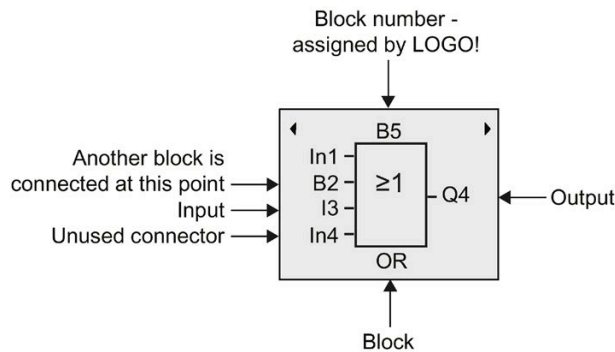 Block number -
assigned by LOGO!
B5
Another block is
connected at this point
Input
Unused connector
In1
B2
I3
In4
≥1
Q4
Output
OR
Block